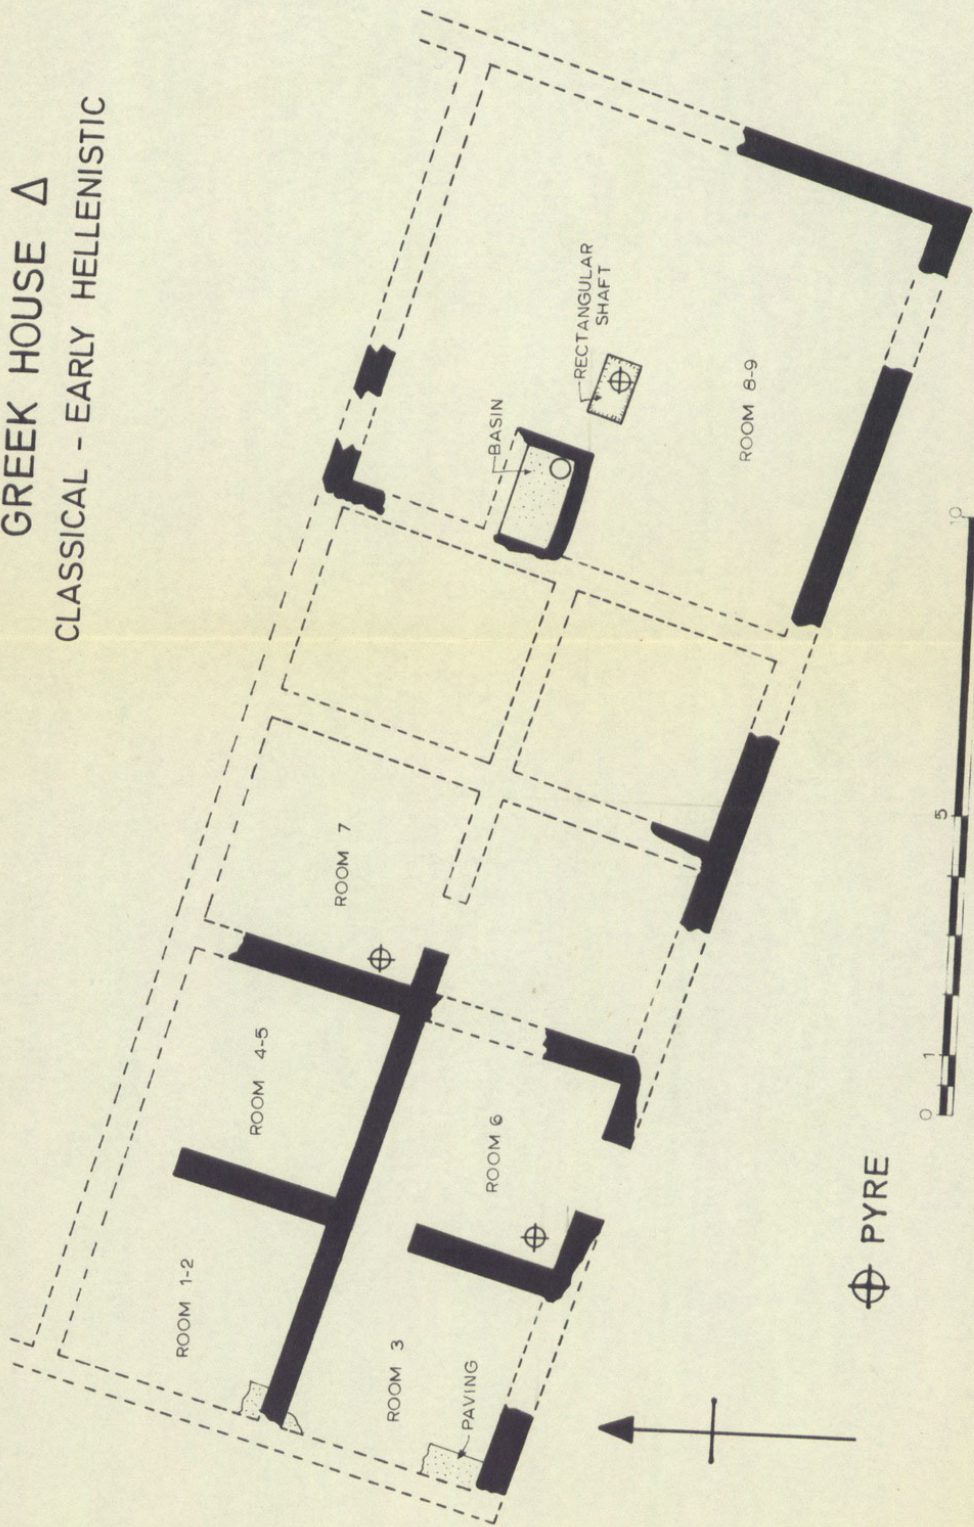 GREEK HOUSE Δ
CLASSICAL - EARLY HELLENISTIC
ROOM 1-2
ROOM 4-5
ROOM 7
ROOM 3
PAVING
ROOM 6
BASIN
RECTANGULAR
SHAFT
ROOM 8-9
PYRE
0
1
5
10